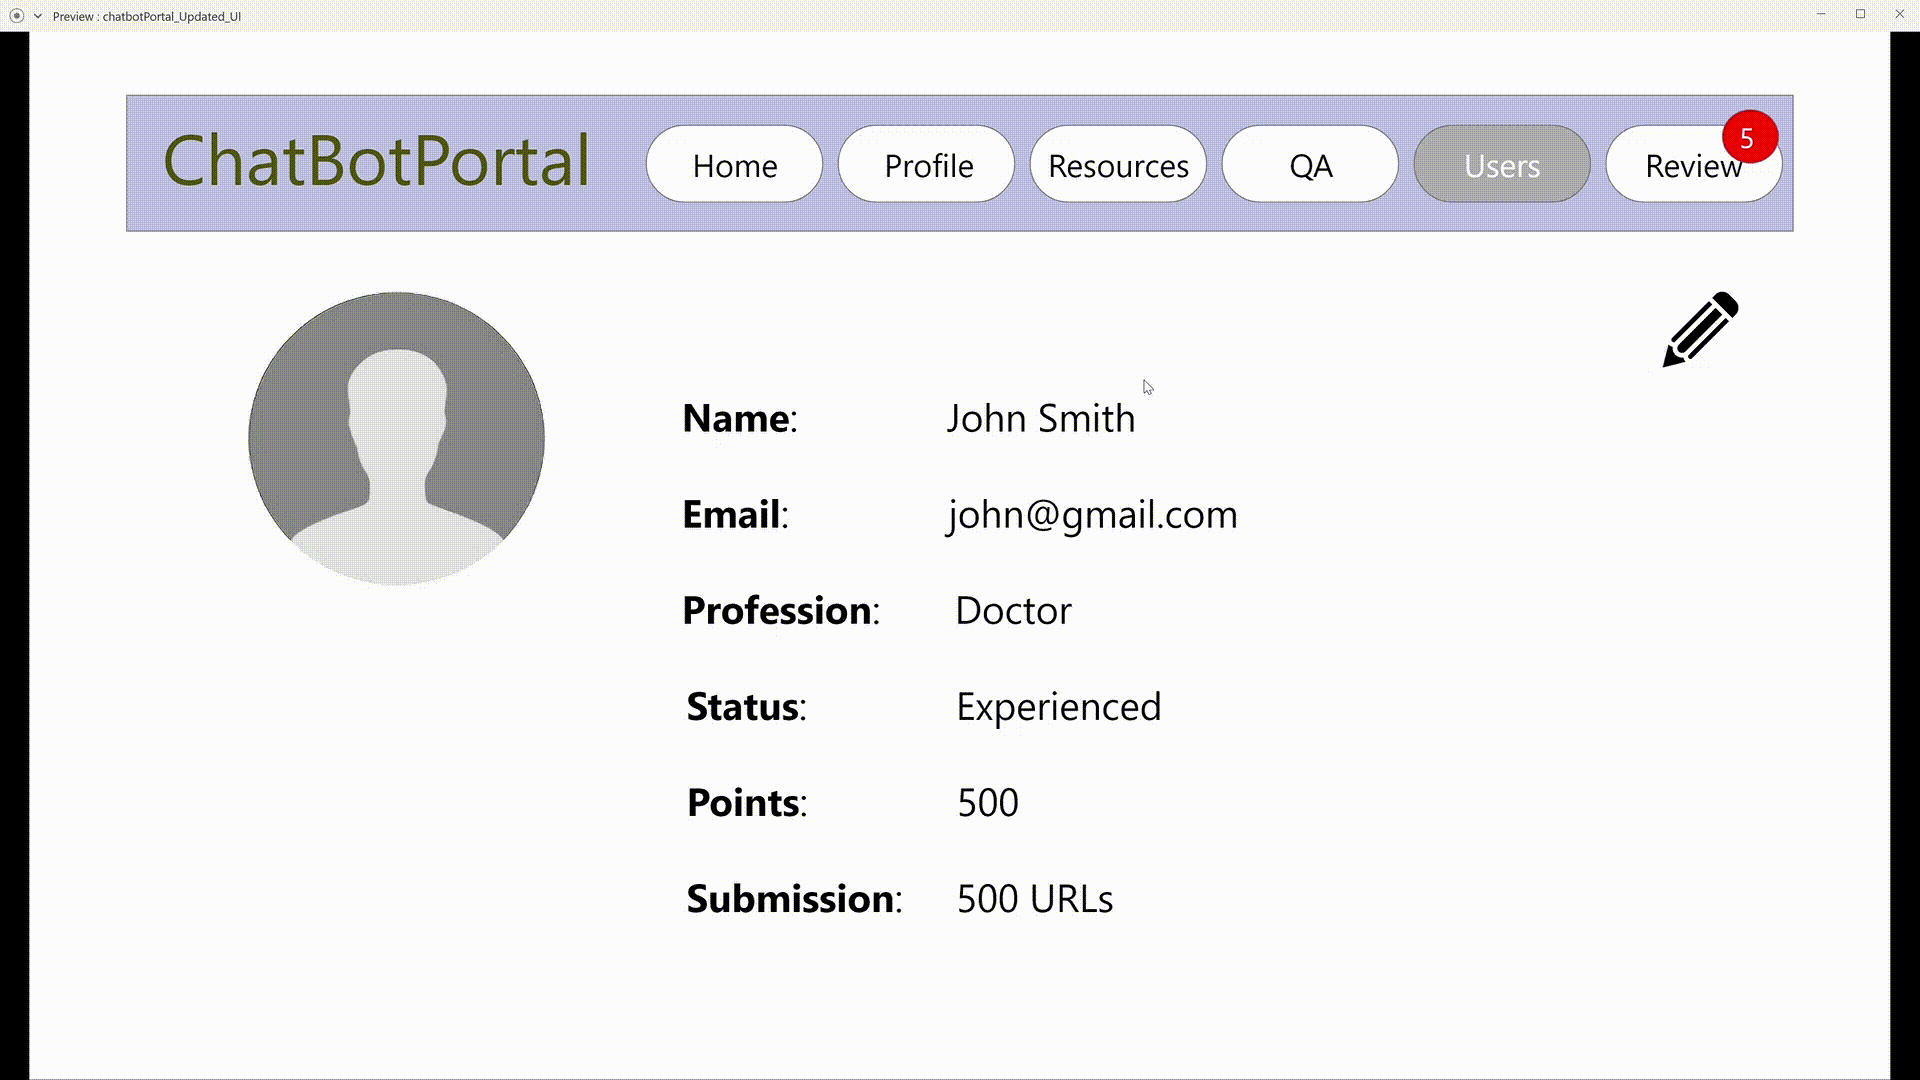 Preview : chatbotPortal_Updated_UI
ChatBotPortal Home Profile Resources QA Users Review 5
Name: John Smith
Email: john@gmail.com
Profession: Doctor
Status: Experienced
Points: 500
Submission: 500 URLs